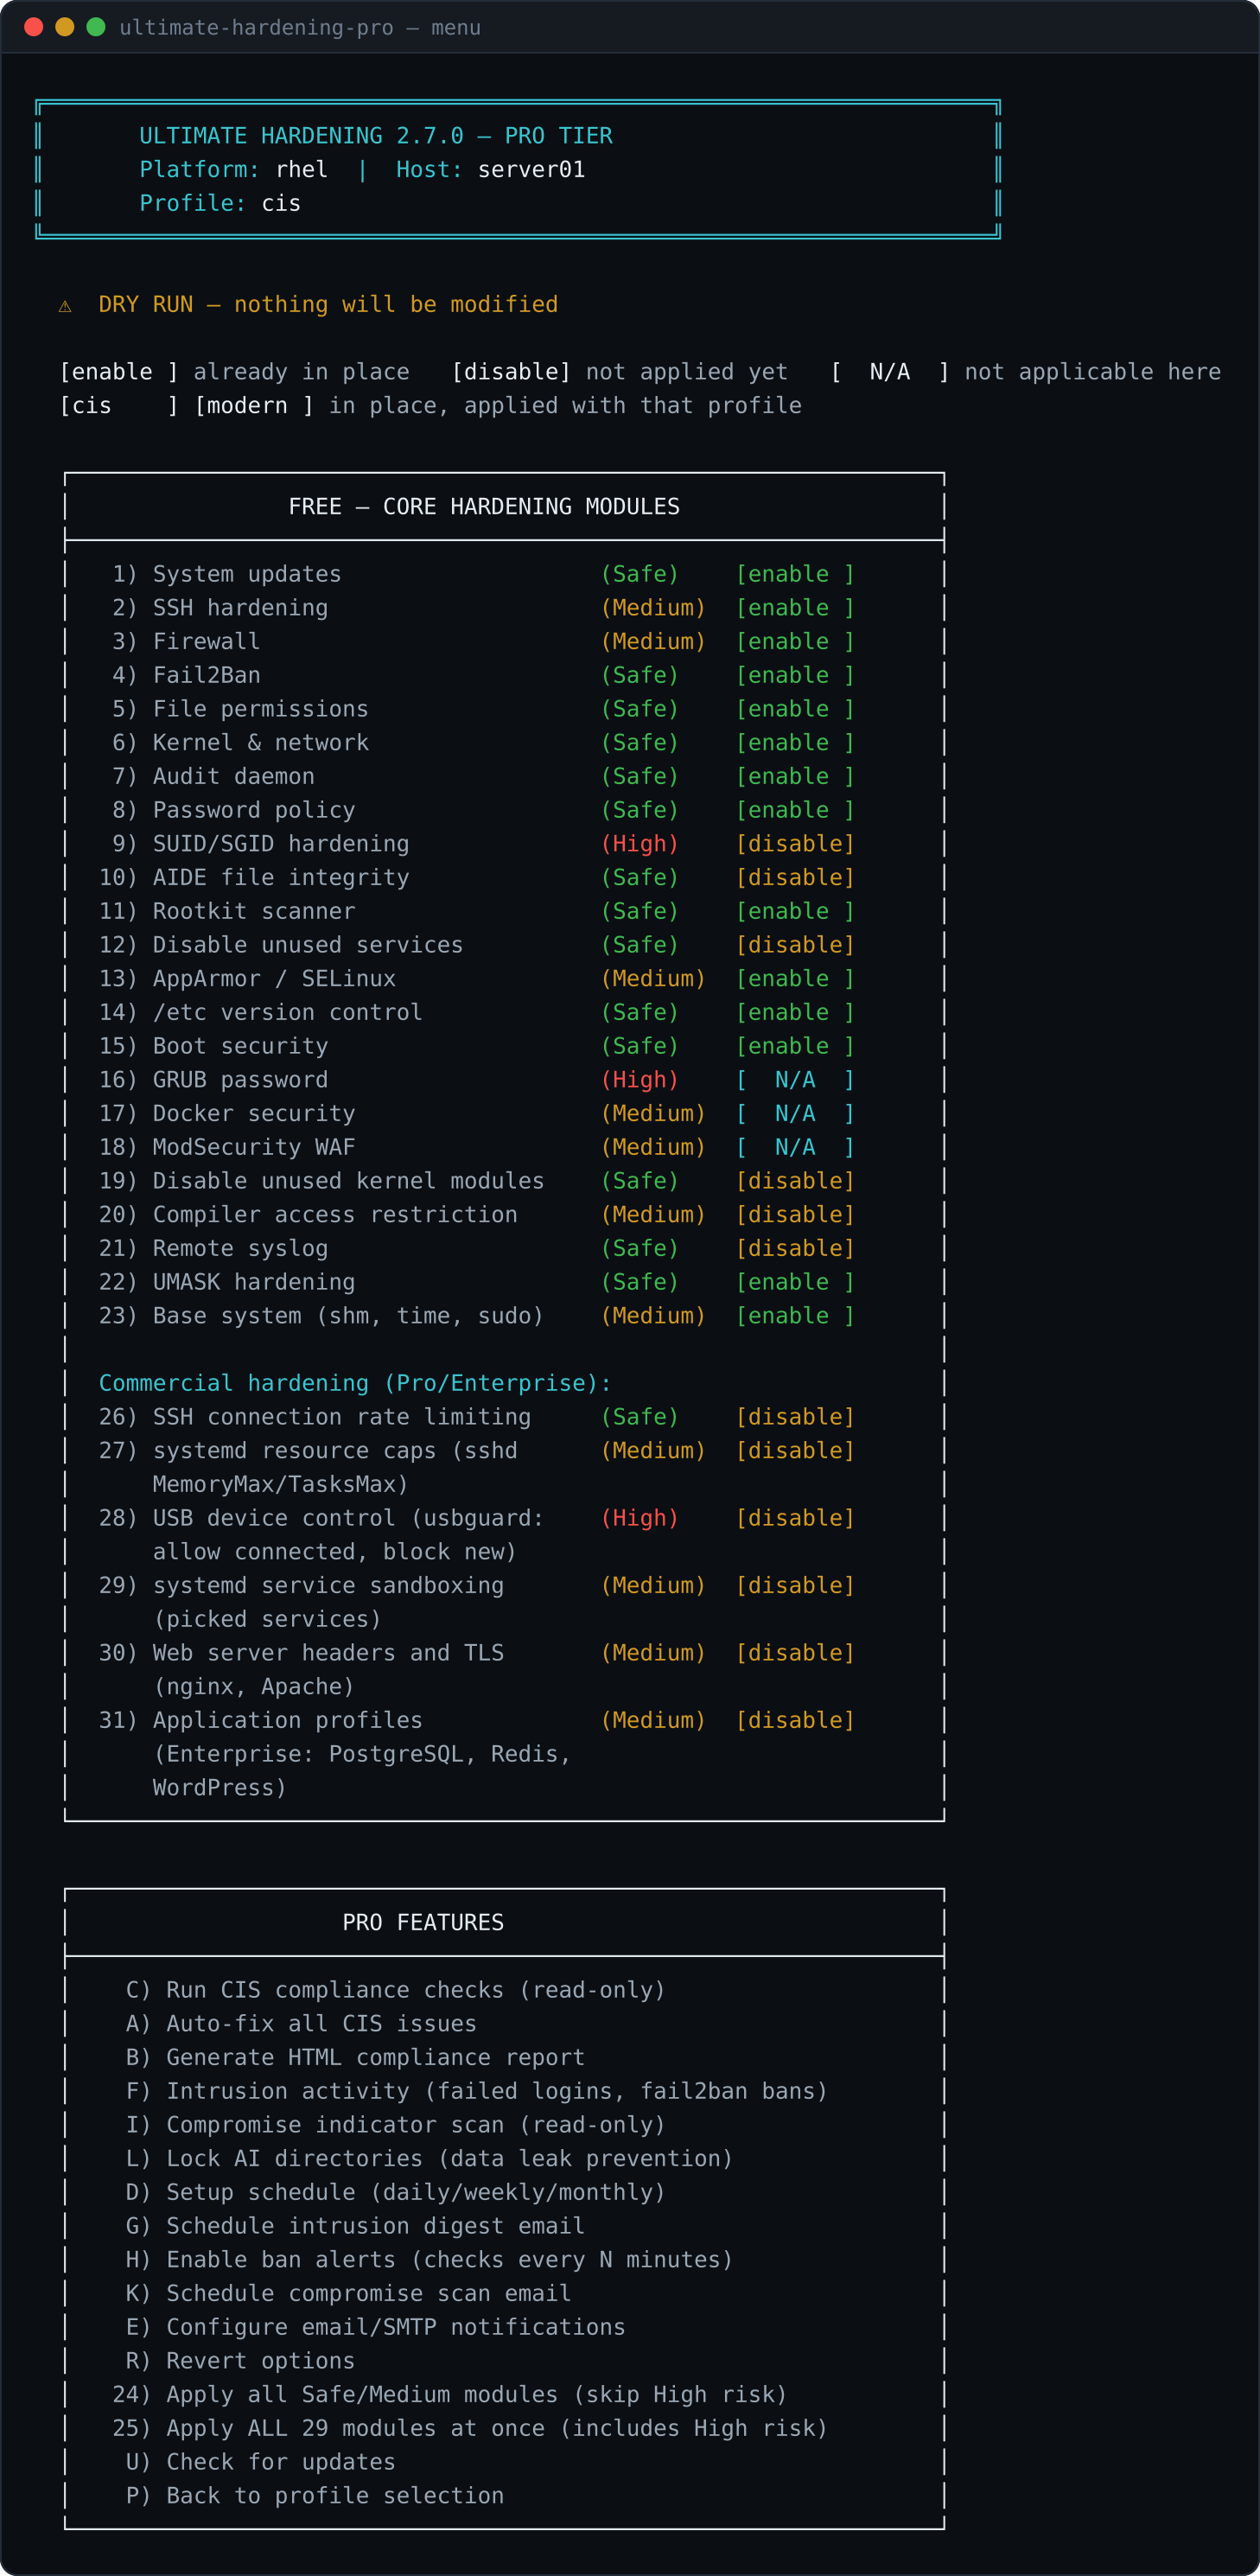 ultimate-hardening-pro — menu
ULTIMATE HARDENING 2.7.0 — PRO TIER
Platform: rhel | Host: server01
Profile: cis
⚠ DRY RUN — nothing will be modified
[enable ] already in place [disable] not applied yet [ N/A ] not applicable here
[cis ] [modern ] in place, applied with that profile
FREE — CORE HARDENING MODULES
1) System updates (Safe) [enable ]
2) SSH hardening (Medium) [enable ]
3) Firewall (Medium) [enable ]
4) Fail2Ban (Safe) [enable ]
5) File permissions (Safe) [enable ]
6) Kernel & network (Safe) [enable ]
7) Audit daemon (Safe) [enable ]
8) Password policy (Safe) [enable ]
9) SUID/SGID hardening (High) [disable]
10) AIDE file integrity (Safe) [disable]
11) Rootkit scanner (Safe) [enable ]
12) Disable unused services (Safe) [disable]
13) AppArmor / SELinux (Medium) [enable ]
14) /etc version control (Safe) [enable ]
15) Boot security (Safe) [enable ]
16) GRUB password (High) [ N/A ]
17) Docker security (Medium) [ N/A ]
18) ModSecurity WAF (Medium) [ N/A ]
19) Disable unused kernel modules (Safe) [disable]
20) Compiler access restriction (Medium) [disable]
21) Remote syslog (Safe) [disable]
22) UMASK hardening (Safe) [enable ]
23) Base system (shm, time, sudo) (Medium) [enable ]
Commercial hardening (Pro/Enterprise):
26) SSH connection rate limiting (Safe) [disable]
27) systemd resource caps (sshd (Medium) [disable]
MemoryMax/TasksMax)
28) USB device control (usbguard: (High) [disable]
allow connected, block new)
29) systemd service sandboxing (Medium) [disable]
(picked services)
30) Web server headers and TLS (Medium) [disable]
(nginx, Apache)
31) Application profiles (Medium) [disable]
(Enterprise: PostgreSQL, Redis,
WordPress)
PRO FEATURES
C) Run CIS compliance checks (read-only)
A) Auto-fix all CIS issues
B) Generate HTML compliance report
F) Intrusion activity (failed logins, fail2ban bans)
I) Compromise indicator scan (read-only)
L) Lock AI directories (data leak prevention)
D) Setup schedule (daily/weekly/monthly)
G) Schedule intrusion digest email
H) Enable ban alerts (checks every N minutes)
K) Schedule compromise scan email
E) Configure email/SMTP notifications
R) Revert options
24) Apply all Safe/Medium modules (skip High risk)
25) Apply ALL 29 modules at once (includes High risk)
U) Check for updates
P) Back to profile selection